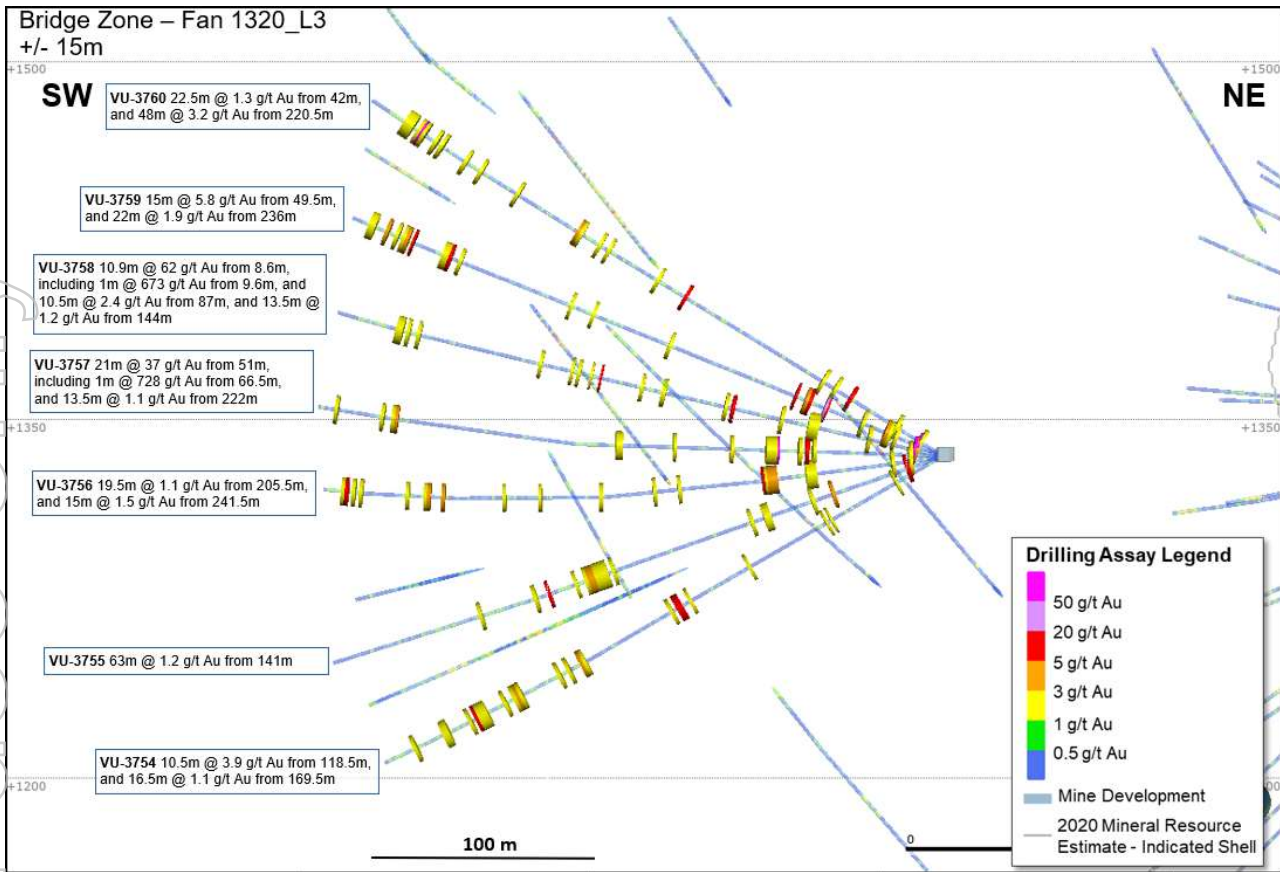 Bridge Zone – Fan 1320_L3
+/- 15m
+1500
+1500
SW
NE
VU-3760 22.5m @ 1.3 g/t Au from 42m,
and 48m @ 3.2 g/t Au from 220.5m
VU-3759 15m @ 5.8 g/t Au from 49.5m,
and 22m @ 1.9 g/t Au from 236m
VU-3758 10.9m @ 62 g/t Au from 8.6m,
including 1m @ 673 g/t Au from 9.6m, and
10.5m @ 2.4 g/t Au from 87m, and 13.5m @
1.2 g/t Au from 144m
VU-3757 21m @ 37 g/t Au from 51m,
including 1m @ 728 g/t Au from 66.5m,
and 13.5m @ 1.1 g/t Au from 222m
+1350
+1350
VU-3756 19.5m @ 1.1 g/t Au from 205.5m,
and 15m @ 1.5 g/t Au from 241.5m
VU-3755 63m @ 1.2 g/t Au from 141m
VU-3754 10.5m @ 3.9 g/t Au from 118.5m,
and 16.5m @ 1.1 g/t Au from 169.5m
+1200
100 m
0
Drilling Assay Legend
50 g/t Au
20 g/t Au
5 g/t Au
3 g/t Au
1 g/t Au
0.5 g/t Au
Mine Development
2020 Mineral Resource
Estimate - Indicated Shell